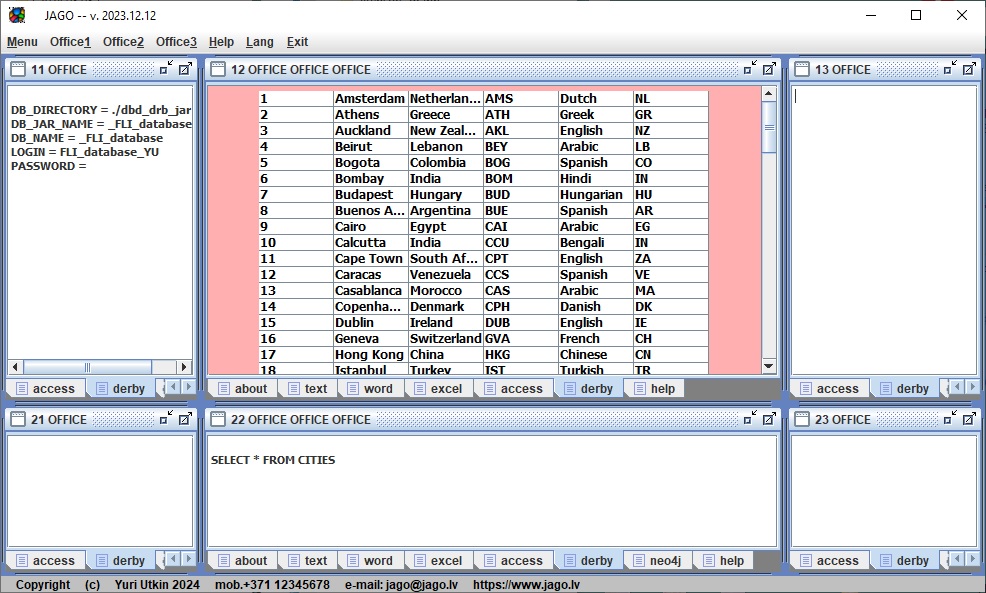 JAGO -- v. 2023.12.12
Menu Office1 Office2 Office3 Help Lang Exit
11 OFFICE
DB_DIRECTORY = ./dbd_drb_jar
DB_JAR_NAME = _FLI_database
DB_NAME = _FLI_database
LOGIN = FLI_database_YU
PASSWORD =
access derby
12 OFFICE OFFICE OFFICE
1 Amsterdam Netherlan... AMS Dutch NL
2 Athens Greece ATH Greek GR
3 Auckland New Zeal... AKL English NZ
4 Beirut Lebanon BEY Arabic LB
5 Bogota Colombia BOG Spanish CO
6 Bombay India BOM Hindi IN
7 Budapest Hungary BUD Hungarian HU
8 Buenos A... Argentina BUE Spanish AR
9 Cairo Egypt CAI Arabic EG
10 Calcutta India CCU Bengali IN
11 Cape Town South Af... CPT English ZA
12 Caracas Venezuela CCS Spanish VE
13 Casablanca Morocco CAS Arabic MA
14 Copenha... Denmark CPH Danish DK
15 Dublin Ireland DUB English IE
16 Geneva Switzerland GVA French CH
17 Hong Kong China HKG Chinese CN
18 Istanbul Turkey IST Turkish TR
about text word excel access derby help
13 OFFICE
access derby
21 OFFICE
access derby
22 OFFICE OFFICE OFFICE
SELECT * FROM CITIES
about text word excel access derby neo4j help
23 OFFICE
access derby
Copyright (c) Yuri Utkin 2024 mob.+371 12345678 e-mail: jago@jago.lv https://www.jago.lv